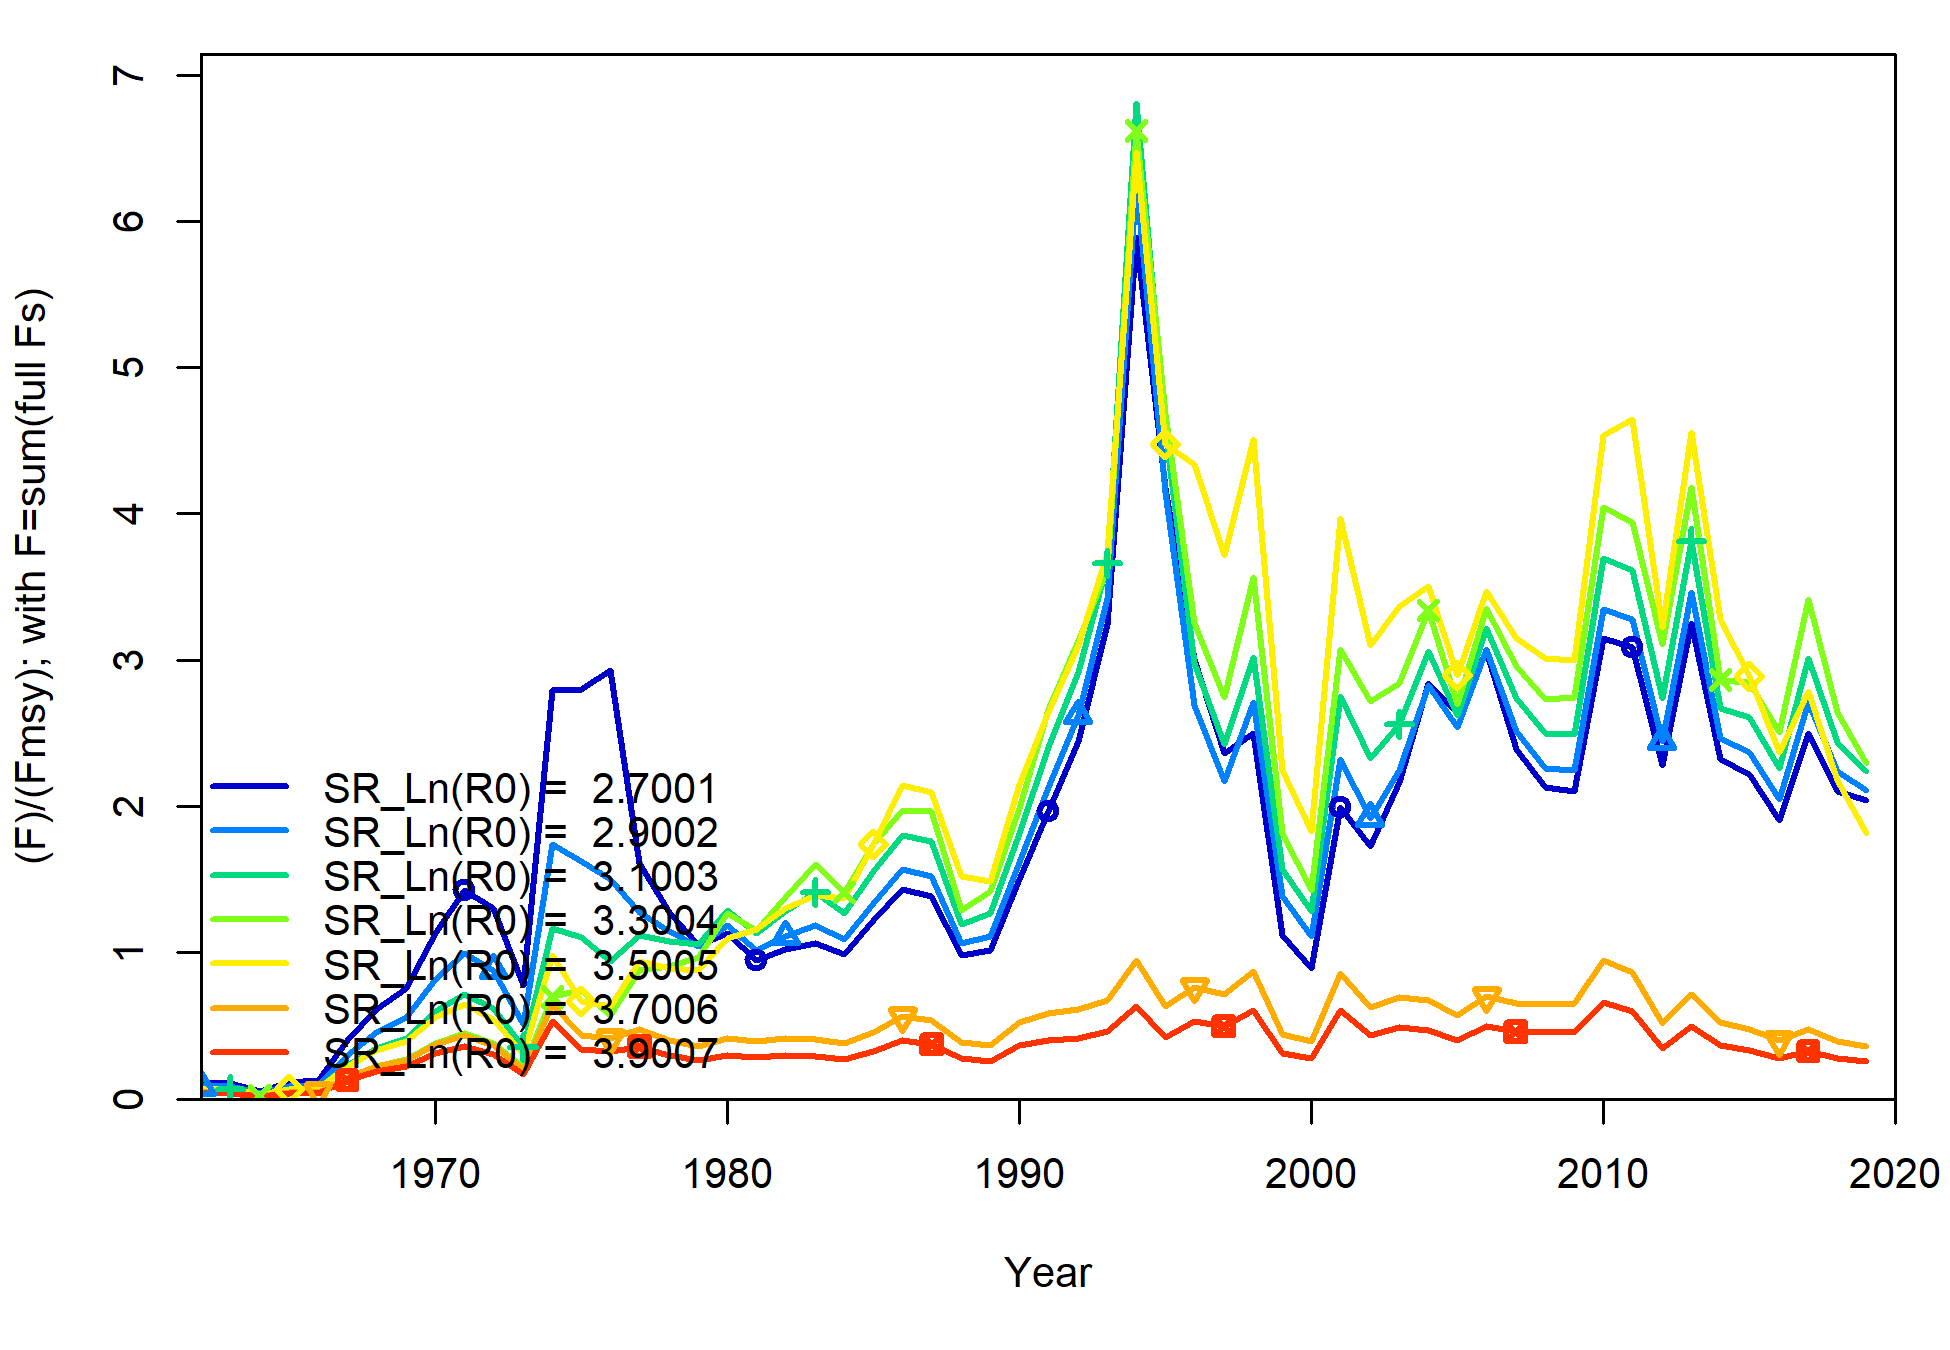 (F)/(Fmsy); with F=sum(full Fs)
7
6
5
4
3
2
1
0
SR_Ln(R0) = 2.7001
SR_Ln(R0) = 2.9002
SR_Ln(R0) = 3.1003
SR_Ln(R0) = 3.3004
SR_Ln(R0) = 3.5005
SR_Ln(R0) = 3.7006
SR_Ln(R0) = 3.9007
1970 1980 1990 2000 2010 2020
Year